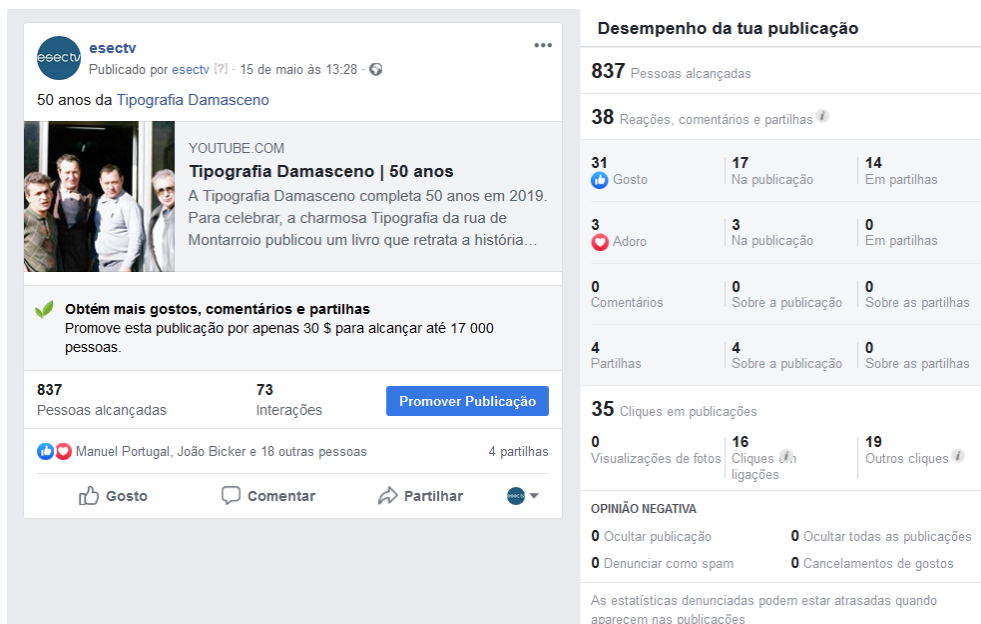 esectv
esectv
Publicado por esectv [?] · 15 de maio às 13:28 ·
50 anos da Tipografia Damasceno
YOUTUBE.COM
Tipografia Damasceno | 50 anos
A Tipografia Damasceno completa 50 anos em 2019.
Para celebrar, a charmosa Tipografia da rua de
Montarroio publicou um livro que retrata a história…
Obtém mais gostos, comentários e partilhas
Promove esta publicação por apenas 30 $ para alcançar até 17 000
pessoas.
837 73
Pessoas alcançadas Interações Promover Publicação
Manuel Portugal, João Bicker e 18 outras pessoas 4 partilhas
Gosto Comentar Partilhar esectv
Desempenho da tua publicação
837 Pessoas alcançadas
38 Reações, comentários e partilhas i
31 17 14
Gosto Na publicação Em partilhas
3 3 0
Adoro Na publicação Em partilhas
0 0 0
Comentários Sobre a publicação Sobre as partilhas
4 4 0
Partilhas Sobre a publicação Sobre as partilhas
35 Cliques em publicações
0 16 19
Visualizações de fotos Cliques em Outros cliques i
ligações
OPINIÃO NEGATIVA
0 Ocultar publicação 0 Ocultar todas as publicações
0 Denunciar como spam 0 Cancelamentos de gostos
As estatísticas denunciadas podem estar atrasadas quando
aparecem nas publicações